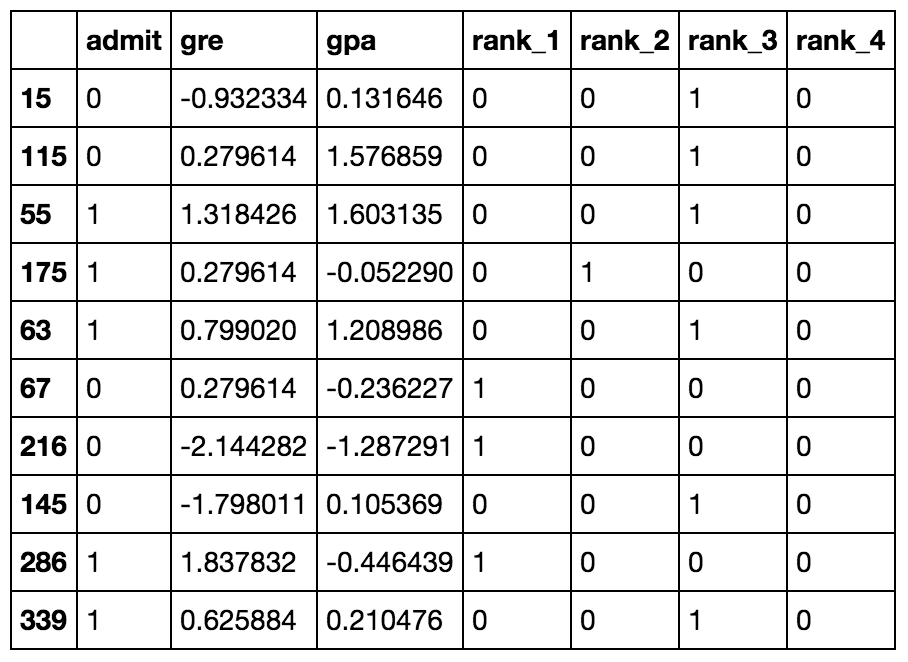 admit gre gpa rank_1 rank_2 rank_3 rank_4
15 0 -0.932334 0.131646 0 0 1 0
115 0 0.279614 1.576859 0 0 1 0
55 1 1.318426 1.603135 0 0 1 0
175 1 0.279614 -0.052290 0 1 0 0
63 1 0.799020 1.208986 0 0 1 0
67 0 0.279614 -0.236227 1 0 0 0
216 0 -2.144282 -1.287291 1 0 0 0
145 0 -1.798011 0.105369 0 0 1 0
286 1 1.837832 -0.446439 1 0 0 0
339 1 0.625884 0.210476 0 0 1 0